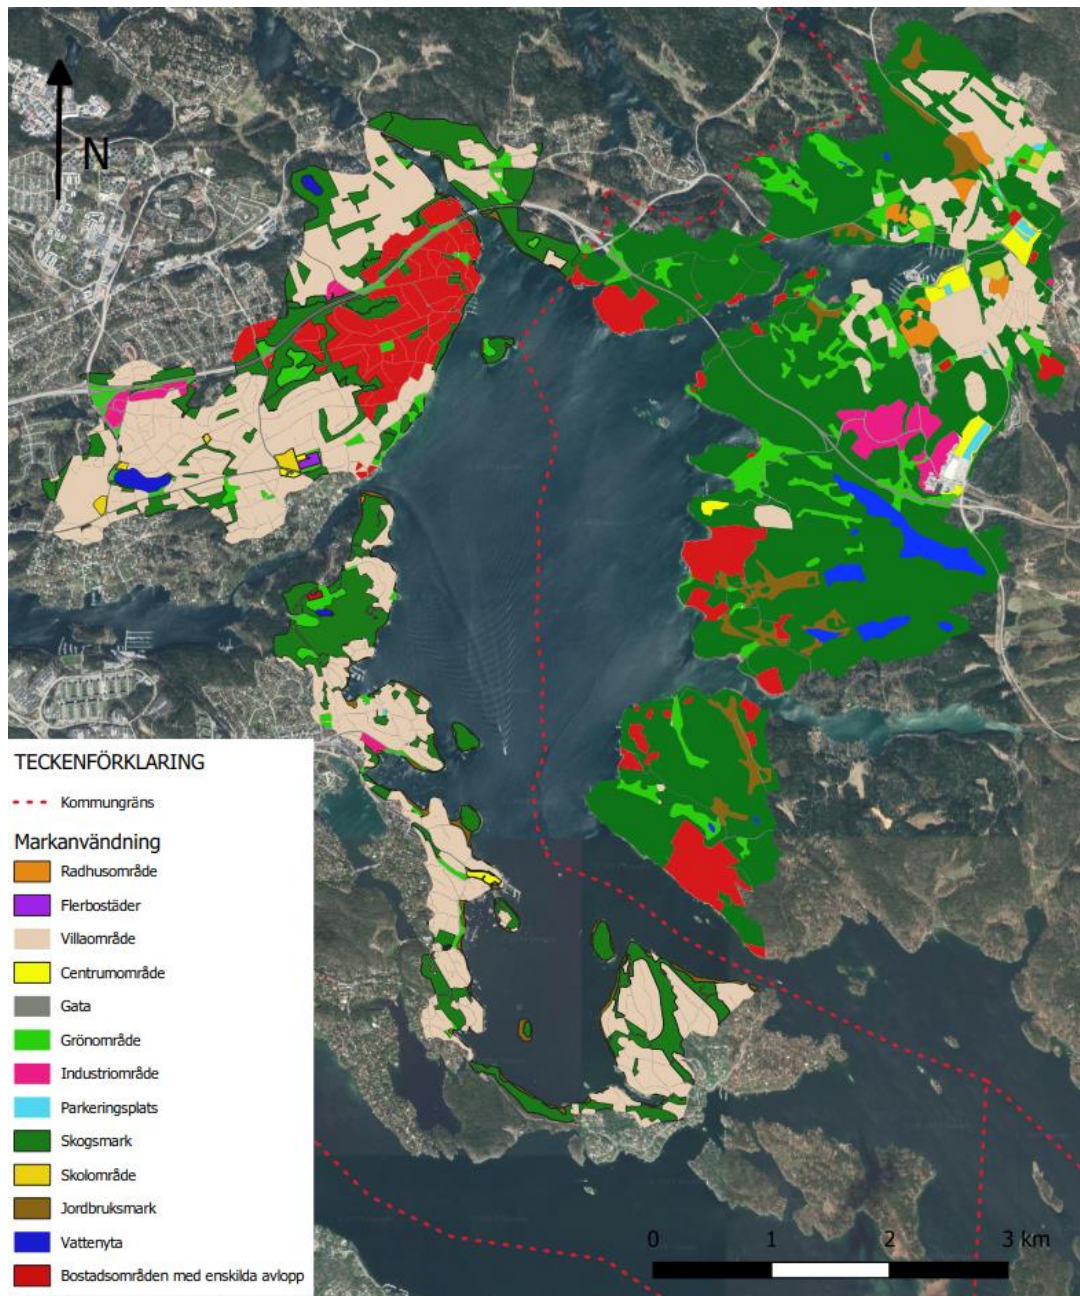 N
TECKENFÖRKLARING
Kommungräns
Markanvändning
Radhusområde
Flerbostäder
Villaområde
Centrumområde
Gata
Grönområde
Industriområde
Parkeringsplats
Skogsmark
Skolområde
Jordbruksmark
Vattenyta
Bostadsområden med enskilda avlopp
0 1 2 3 km